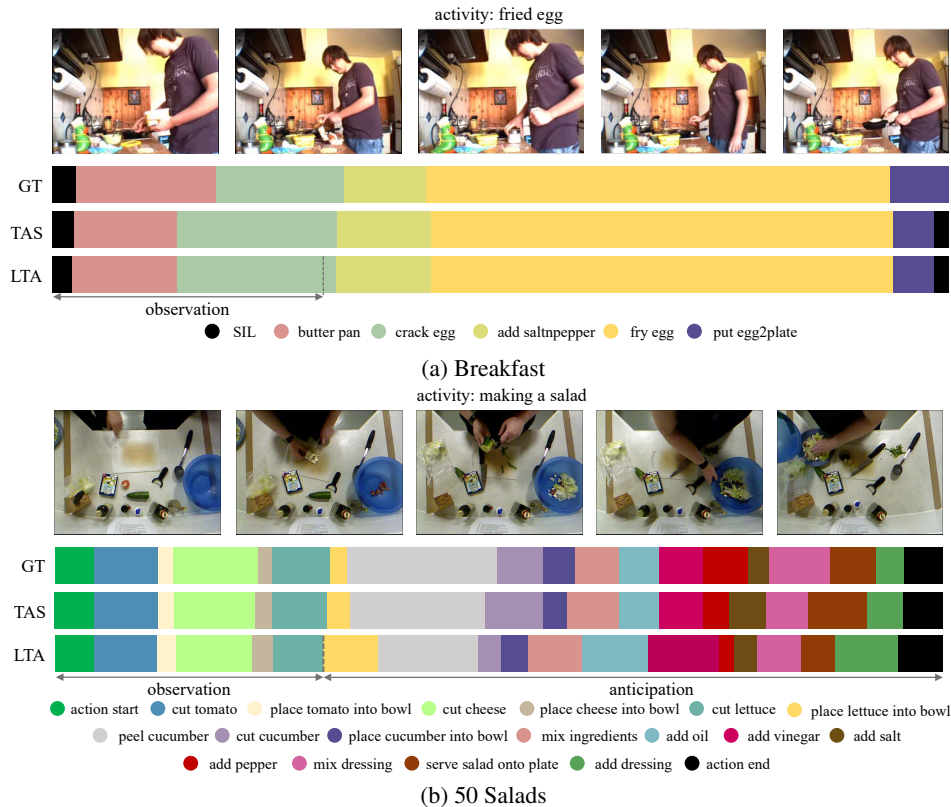 activity: fried egg
GT
TAS
LTA
observation
SIL butter pan crack egg add saltnpepper fry egg put egg2plate
(a) Breakfast
activity: making a salad
GT
TAS
LTA
observation anticipation
action start cut tomato place tomato into bowl cut cheese place cheese into bowl cut lettuce place lettuce into bowl
peel cucumber cut cucumber place cucumber into bowl mix ingredients add oil add vinegar add salt
add pepper mix dressing serve salad onto plate add dressing action end
(b) 50 Salads